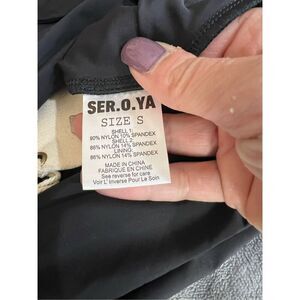 SER.O.YA
SIZE S
SHELL 1:
90% NYLON 10% SPANDEX
SHELL 2:
86% NYLON 14% SPANDEX
LINING:
86% NYLON 14% SPANDEX
MADE IN CHINA
FABRIQUE EN CHINE
See reverse for care
Voir L' inverse Pour Le Soin